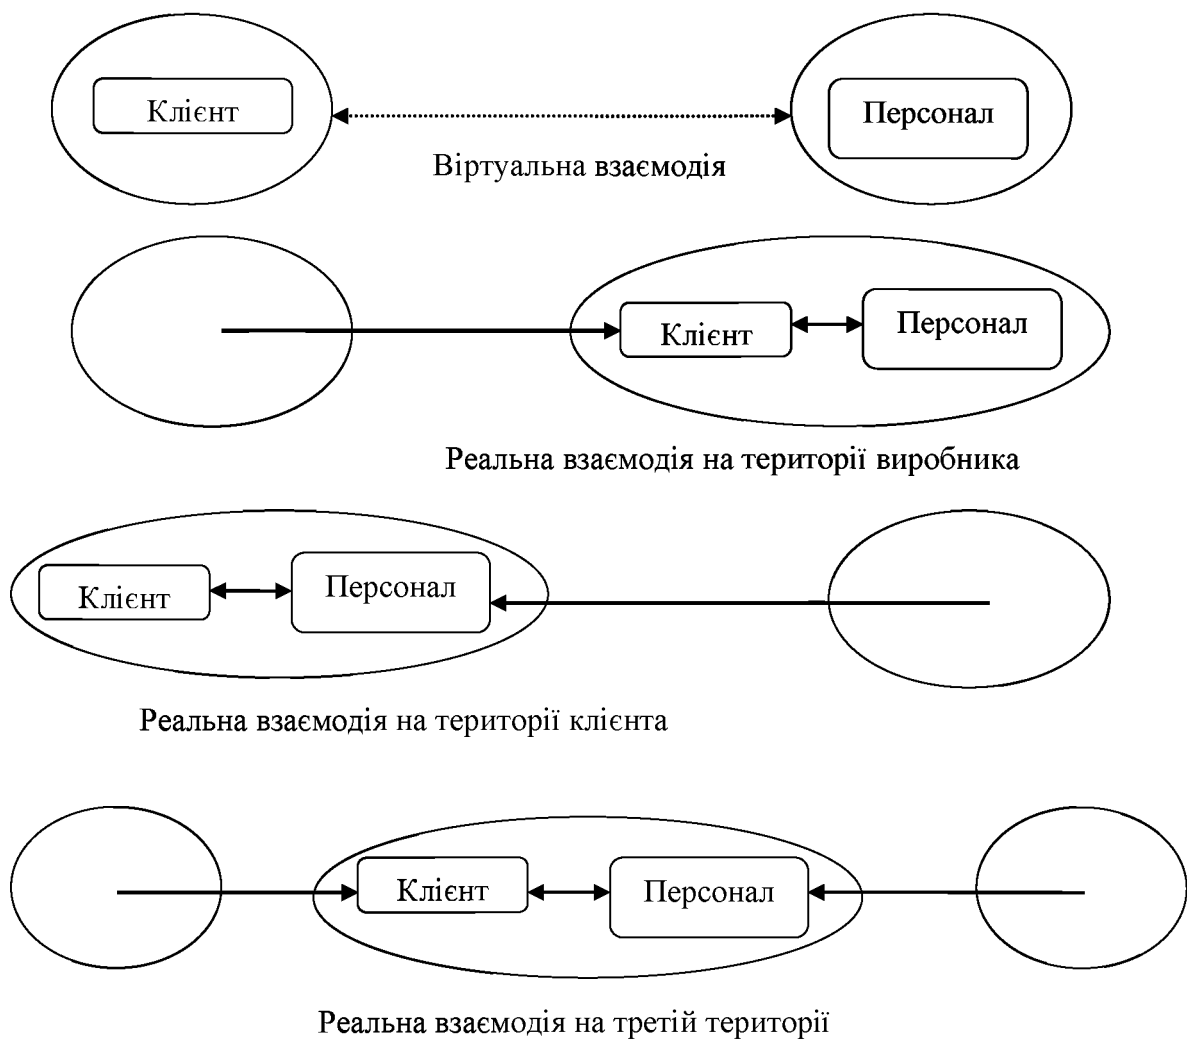 Клієнт
Персонал
Віртуальна взаємодія
Клієнт
Персонал
Реальна взаємодія на території виробника
Клієнт
Персонал
Реальна взаємодія на території клієнта
Клієнт
Персонал
Реальна взаємодія на третій території